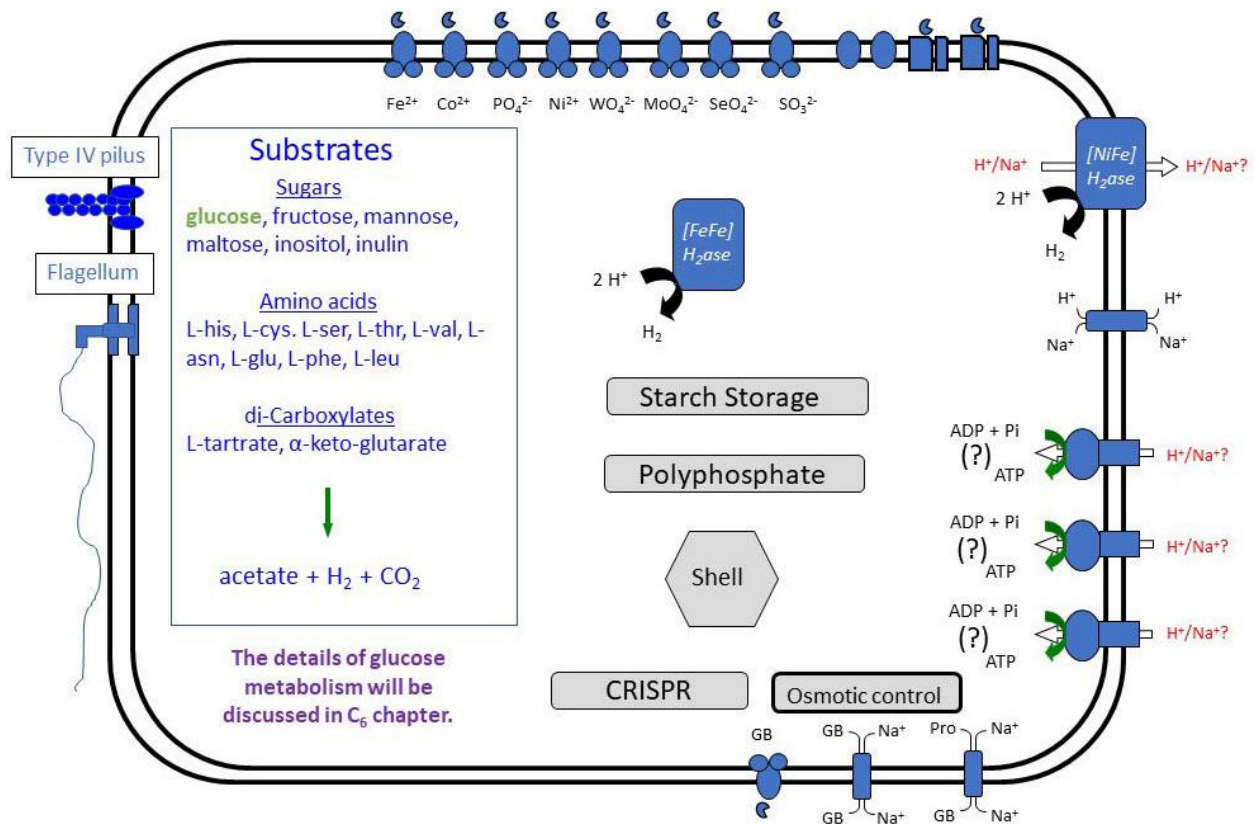 Fe²⁺ Co²⁺ PO₄²⁻ Ni²⁺ WO₄²⁻ MoO₄²⁻ SeO₄²⁻ SO₃²⁻
Type IV pilus
Flagellum
Substrates
Sugars
glucose, fructose, mannose,
maltose, inositol, inulin
Amino acids
L-his, L-cys. L-ser, L-thr, L-val, L-
asn, L-glu, L-phe, L-leu
di-Carboxylates
L-tartrate, α-keto-glutarate
acetate + H₂ + CO₂
The details of glucose
metabolism will be
discussed in C₆ chapter.
[FeFe]
H₂ase
2 H⁺
H₂
H⁺/Na⁺
[NiFe]
H₂ase
H⁺/Na⁺?
2 H⁺
H₂
H⁺ H⁺
Na⁺ Na⁺
Starch Storage
Polyphosphate
Shell
CRISPR
Osmotic control
ADP + Pi
(?)
ATP
H⁺/Na⁺?
ADP + Pi
(?)
ATP
H⁺/Na⁺?
ADP + Pi
(?)
ATP
H⁺/Na⁺?
GB
GB Na⁺
GB Na⁺
Pro Na⁺
GB Na⁺